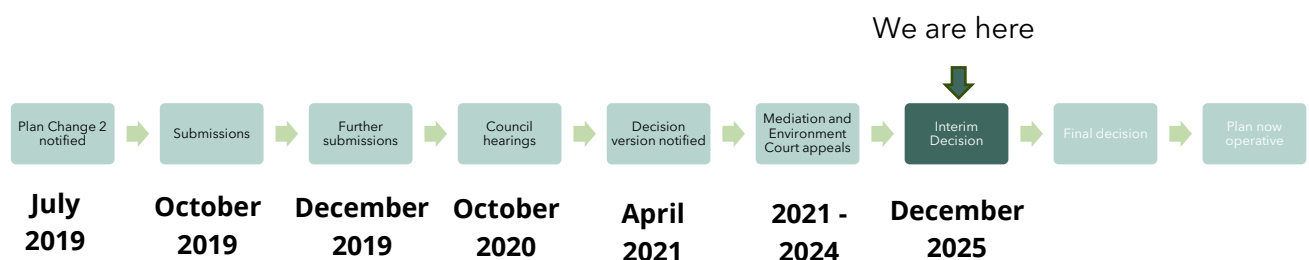 We are here
Plan Change 2
notified
Submissions
Further
submissions
Council
hearings
Decision
version notified
Mediation and
Environment
Court appeals
Interim
Decision
Final decision
Plan now
operative
July
2019
October
2019
December
2019
October
2020
April
2021
2021 -
2024
December
2025